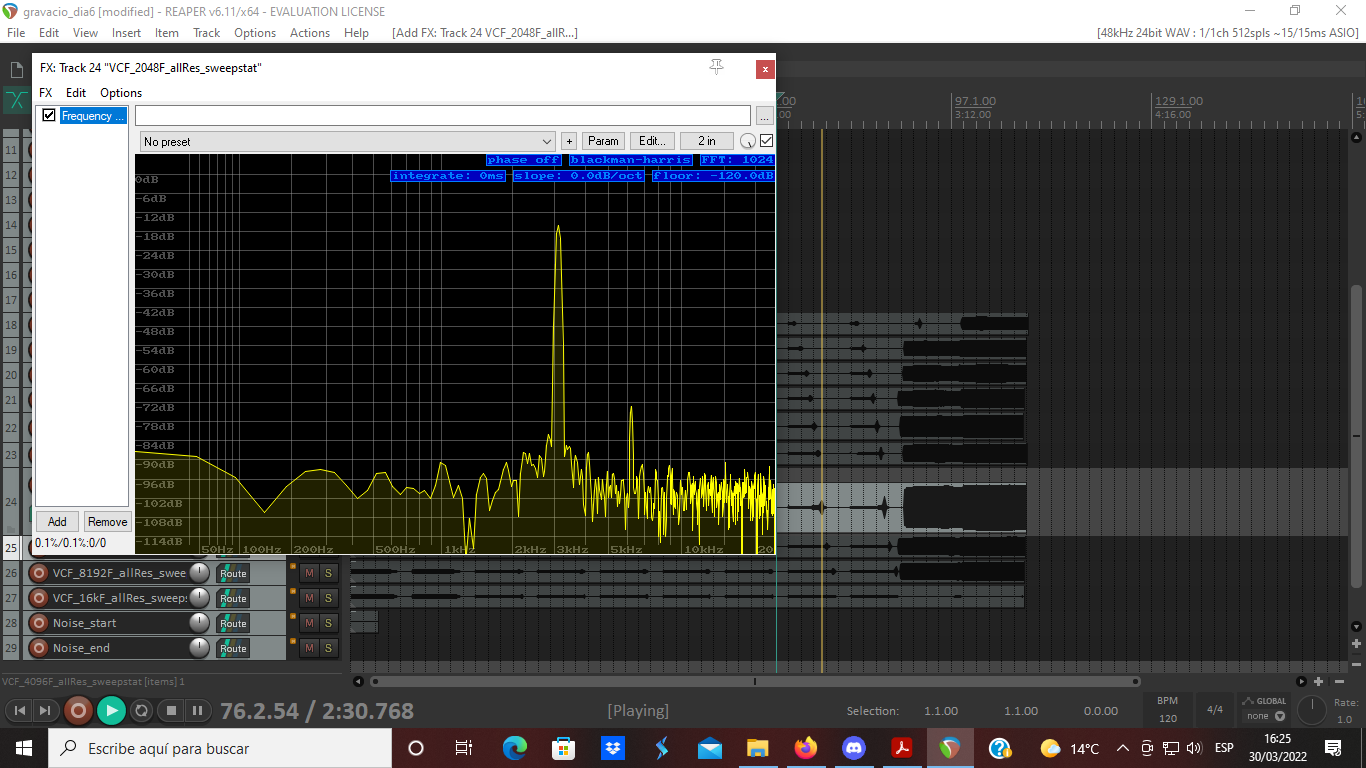 gravacio_dia6 [modified] - REAPER v6.11/x64 - EVALUATION LICENSE
File Edit View Insert Item Track Options Actions Help [Add FX: Track 24 VCF_2048F_allR...] [48kHz 24bit WAV : 1/1ch 512spls ~15/15ms ASIO]
FX: Track 24 "VCF_2048F_allRes_sweepstat"
FX Edit Options
Frequency ...
...
No preset + Param Edit... 2 in
phase off blackman-harris FFT: 1024
integrate: 0ms slope: 0.0dB/oct floor: -120.0dB
0dB
-6dB
-12dB
-18dB
-24dB
-30dB
-36dB
-42dB
-48dB
-54dB
-60dB
-66dB
-72dB
-78dB
-84dB
-90dB
-96dB
-102dB
-108dB
-114dB
50Hz 100Hz 200Hz 500Hz 1kHz 2kHz 3kHz 5kHz 10kHz 20
Add Remove
0.1%/0.1%:0/0
.00 97.1.00 129.1.00
.00 3:12.00 4:16.00
11
13
14
15
16
17
18
19
20
21
22
23
24
25
26 VCF_8192F_allRes_swee Route M S
27 VCF_16kF_allRes_sweeps Route M S
28 Noise_start Route M S
29 Noise_end Route M S
VCF_4096F_allRes_sweepstat [items] 1
76.2.54 / 2:30.768 [Playing] Selection: 1.1.00 1.1.00 0.0.00 BPM 120 4/4 GLOBAL none Rate: 1.0
Escribe aquí para buscar
14°C ESP 16:25
30/03/2022